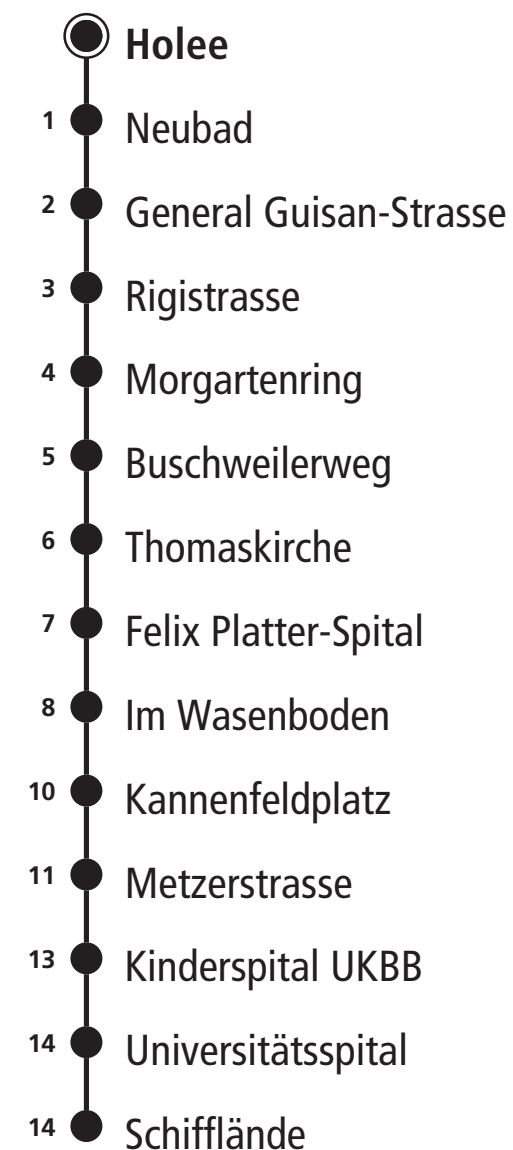 Holee
1 Neubad
2 General Guisan-Strasse
3 Rigistrasse
4 Morgartenring
5 Buschweilerweg
6 Thomaskirche
7 Felix Platter-Spital
8 Im Wasenboden
10 Kannenfeldplatz
11 Metzerstrasse
13 Kinderspital UKBB
14 Universitätsspital
14 Schifflände